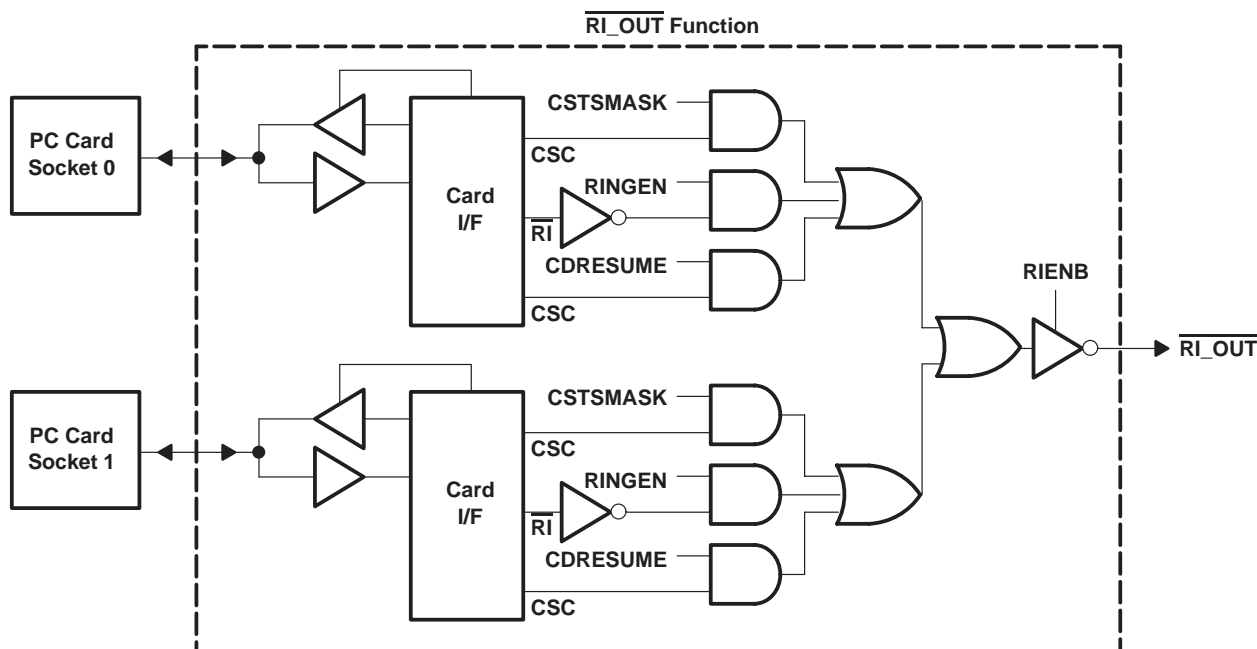 RI_OUT Function
PC Card
Socket 0
Card
I/F
CSTSMASK
CSC
RINGEN
RI
CDRESUME
CSC
RIENB
RI_OUT
PC Card
Socket 1
Card
I/F
CSTSMASK
CSC
RINGEN
RI
CDRESUME
CSC